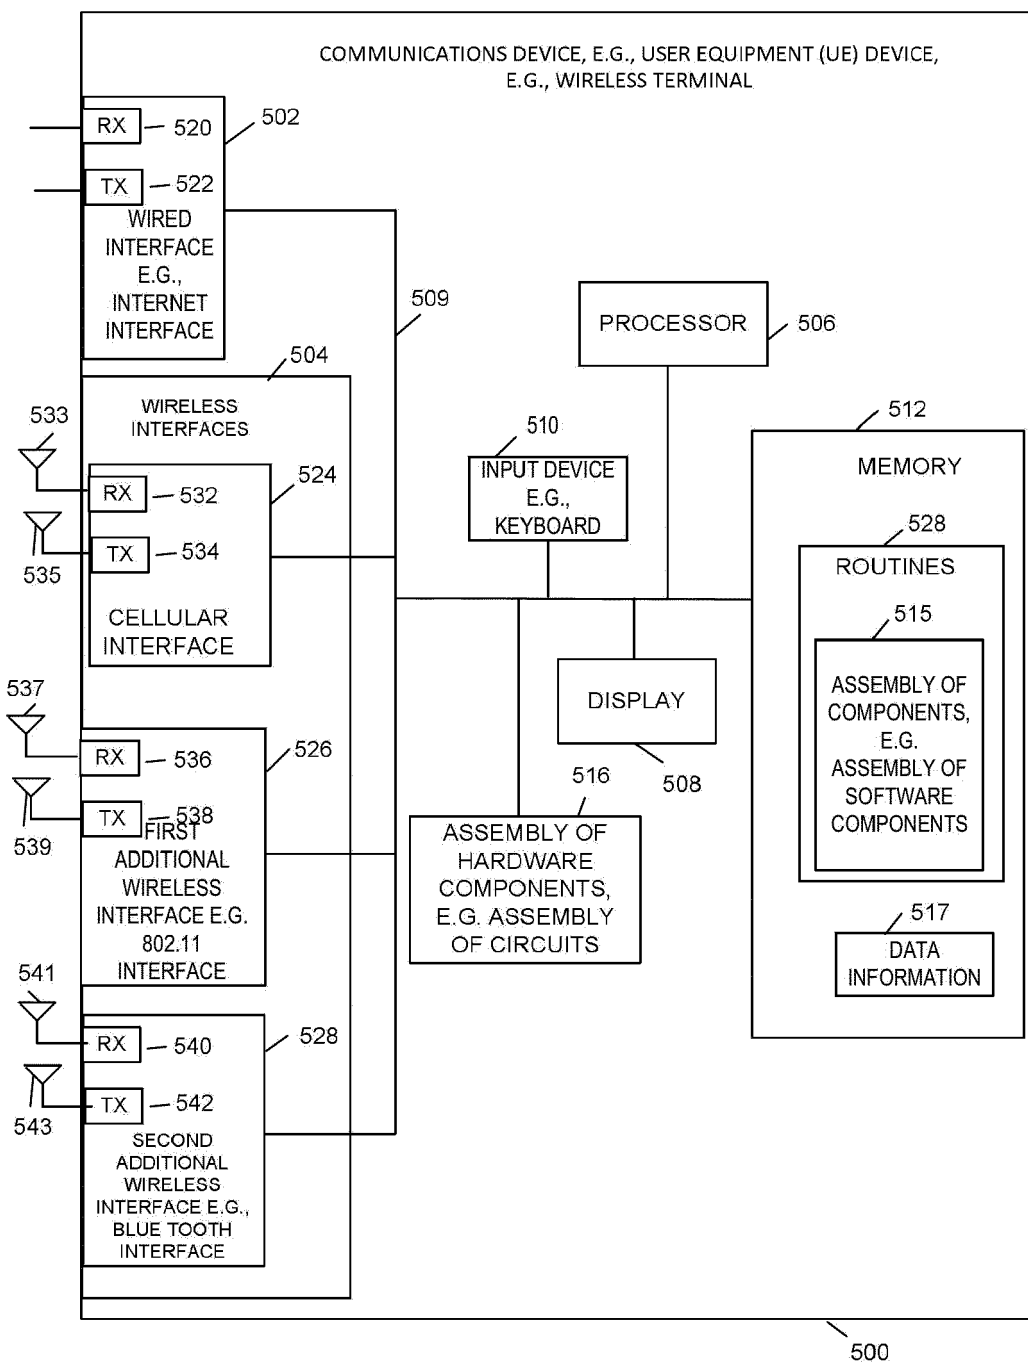 COMMUNICATIONS DEVICE, E.G., USER EQUIPMENT (UE) DEVICE,
E.G., WIRELESS TERMINAL
RX
520
502
TX
522
WIRED
INTERFACE
E.G.,
INTERNET
INTERFACE
509
PROCESSOR
506
504
WIRELESS
INTERFACES
533
RX
532
524
535
TX
534
CELLULAR
INTERFACE
510
INPUT DEVICE
E.G.,
KEYBOARD
512
MEMORY
528
ROUTINES
515
ASSEMBLY OF
COMPONENTS,
E.G.
ASSEMBLY OF
SOFTWARE
COMPONENTS
517
DATA
INFORMATION
DISPLAY
508
516
ASSEMBLY OF
HARDWARE
COMPONENTS,
E.G. ASSEMBLY
OF CIRCUITS
537
RX
536
526
539
TX
538
FIRST
ADDITIONAL
WIRELESS
INTERFACE E.G.
802.11
INTERFACE
541
RX
540
528
543
TX
542
SECOND
ADDITIONAL
WIRELESS
INTERFACE E.G.,
BLUE TOOTH
INTERFACE
500